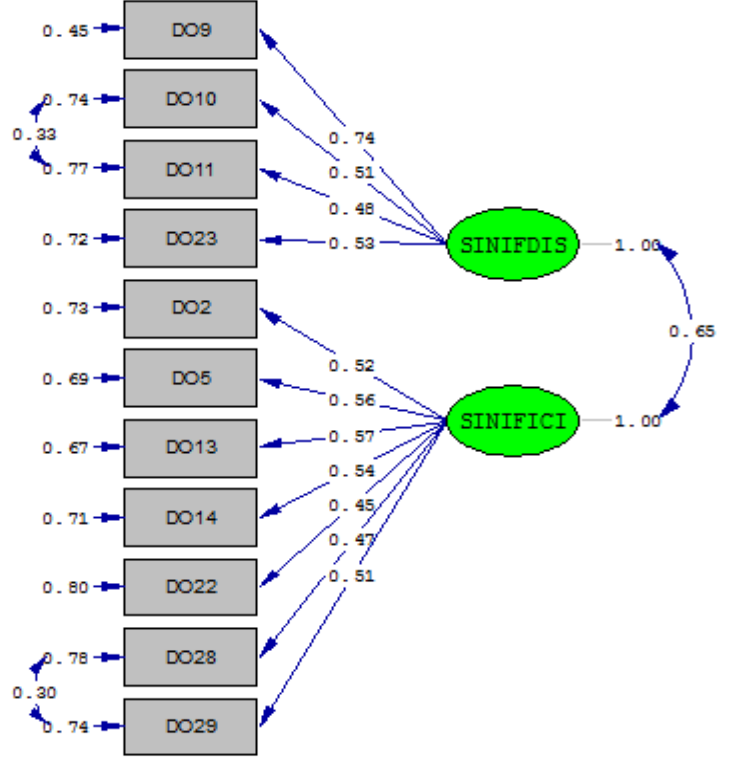 0.45 DO9
0.74 DO10
0.33
0.77 DO11
0.72 DO23
0.73 DO2
0.69 DO5
0.67 DO13
0.71 DO14
0.80 DO22
0.78 DO28
0.30
0.74 DO29
0.74
0.51
0.48
0.53
SINIFDIS 1.00
0.65
0.52
0.56
0.57
0.54
0.45
0.47
0.51
SINIFICI 1.00